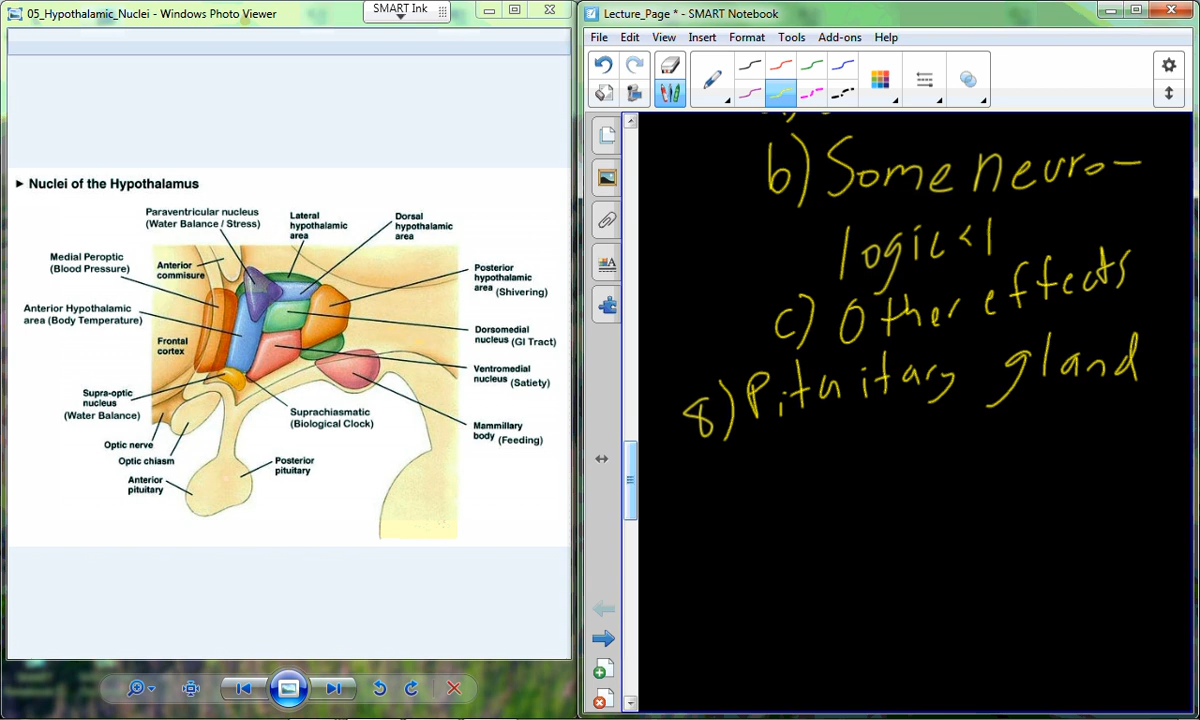 05_Hypothalamic_Nuclei - Windows Photo Viewer
SMART Ink
► Nuclei of the Hypothalamus
Paraventricular nucleus
(Water Balance / Stress)
Lateral
hypothalamic
area
Dorsal
hypothalamic
area
Medial Peroptic
(Blood Pressure)
Anterior
commisure
Posterior
hypothalamic
area (Shivering)
Anterior Hypothalamic
area (Body Temperature)
Frontal
cortex
Dorsomedial
nucleus (GI Tract)
Ventromedial
nucleus (Satiety)
Supra-optic
nucleus
(Water Balance)
Suprachiasmatic
(Biological Clock)
Mammillary
body (Feeding)
Optic nerve
Optic chiasm
Anterior
pituitary
Posterior
pituitary
Lecture_Page * - SMART Notebook
File Edit View Insert Format Tools Add-ons Help
b) Some neuro-
logical
c) Other effects
8) Pituitary gland